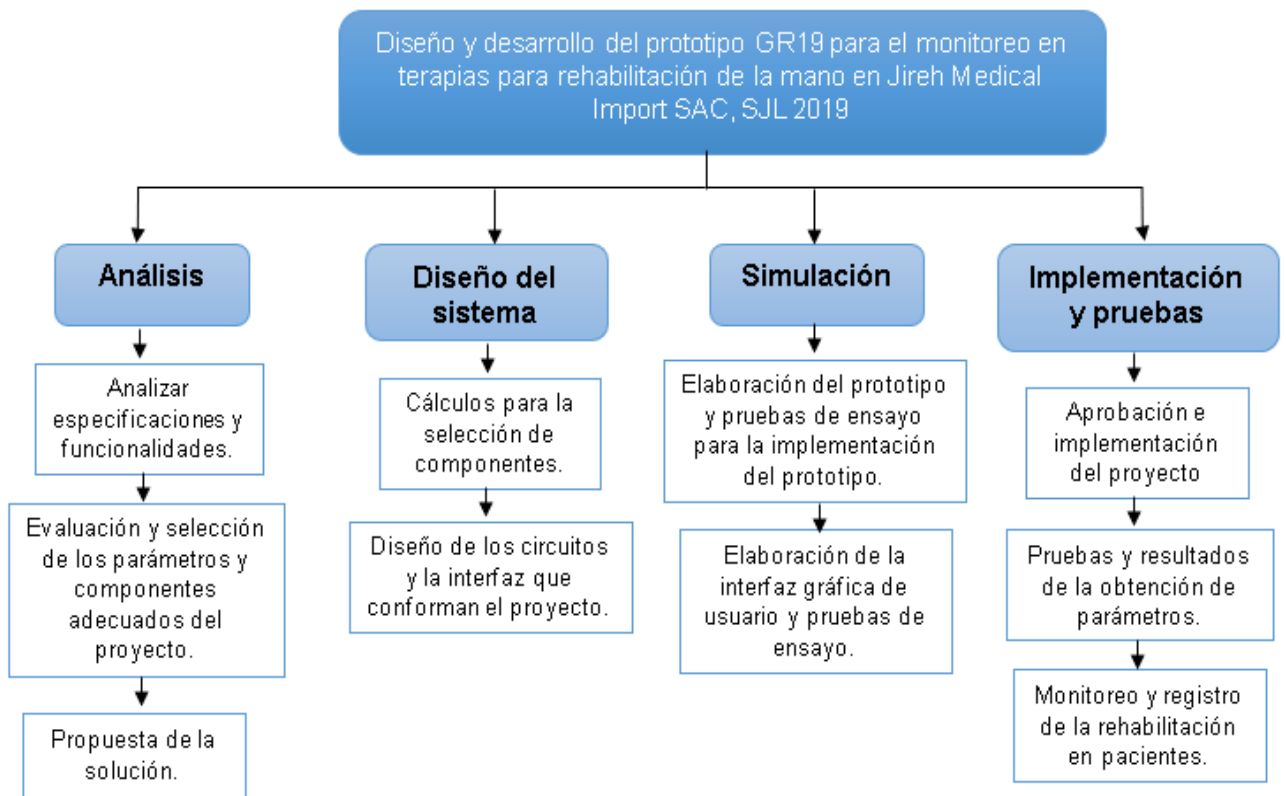 Diseño y desarrollo del prototipo GR19 para el monitoreo en
terapias para rehabilitación de la mano en Jireh Medical
Import SAC, SJL 2019
Análisis
Analizar
especificaciones y
funcionalidades.
Evaluación y selección
de los parámetros y
componentes
adecuados del
proyecto.
Propuesta de la
solución.
Diseño del
sistema
Cálculos para la
selección de
componentes.
Diseño de los circuitos
y la interfaz que
conforman el proyecto.
Simulación
Elaboración del prototipo
y pruebas de ensayo
para la implementación
del prototipo.
Elaboración de la
interfaz gráfica de
usuario y pruebas de
ensayo.
Implementación
y pruebas
Aprobación e
implementación
del proyecto
Pruebas y resultados
de la obtención de
parámetros.
Monitoreo y registro
de la rehabilitación
en pacientes.